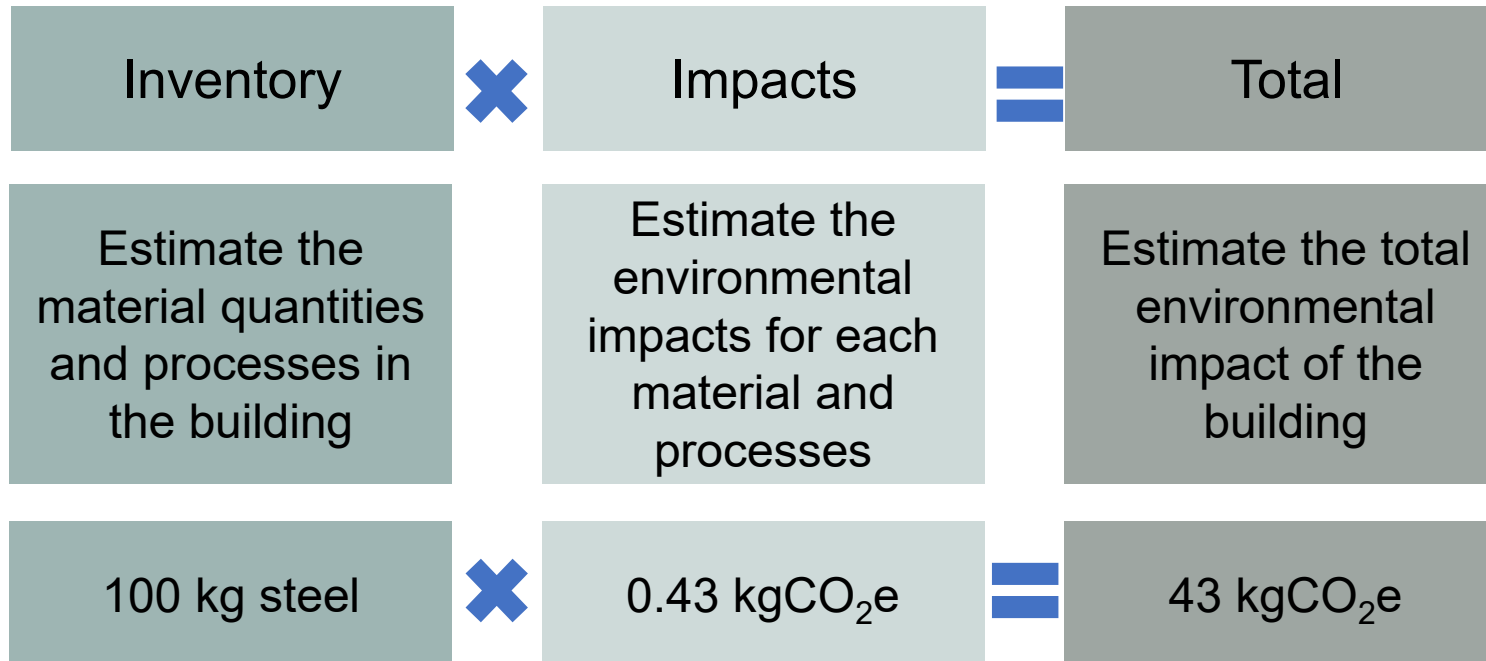 Inventory
Impacts
Total
Estimate the
material quantities
and processes in
the building
Estimate the
environmental
impacts for each
material and
processes
Estimate the total
environmental
impact of the
building
100 kg steel
0.43 kgCO₂e
43 kgCO₂e